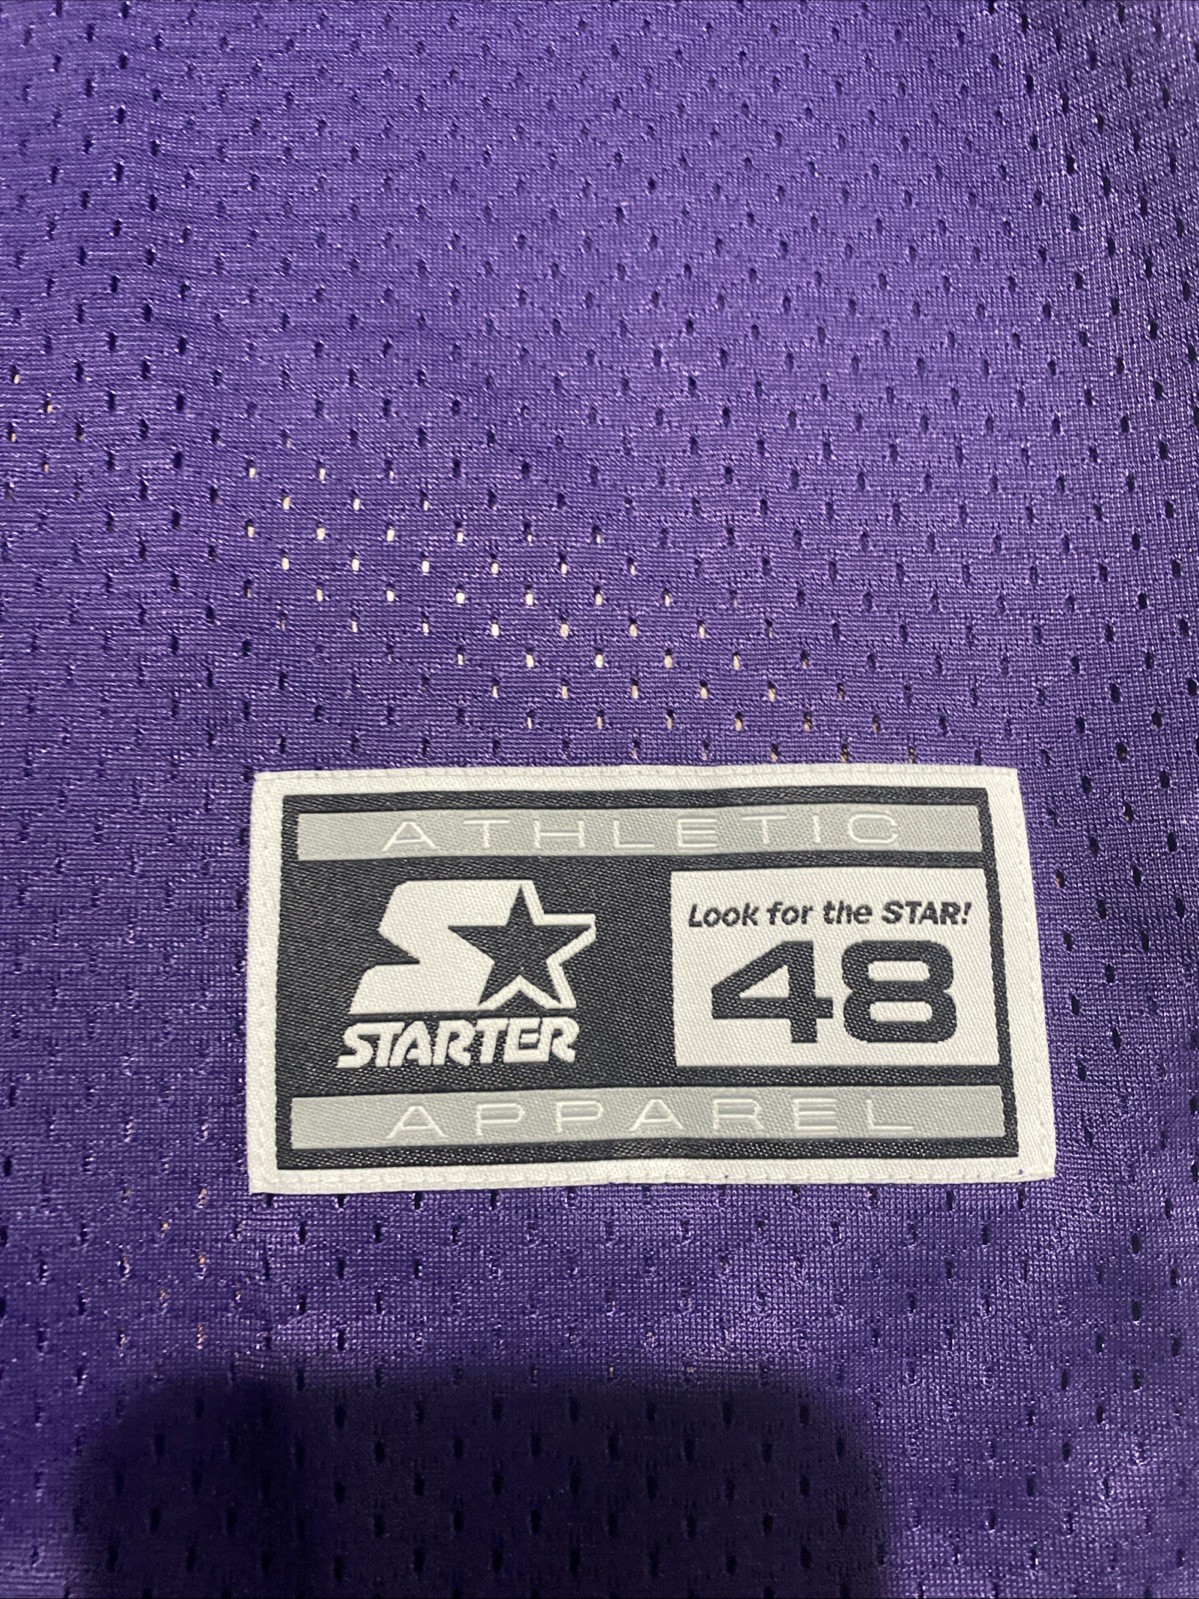 ATHLETIC
STARTER
Look for the STAR!
48
APPAREL